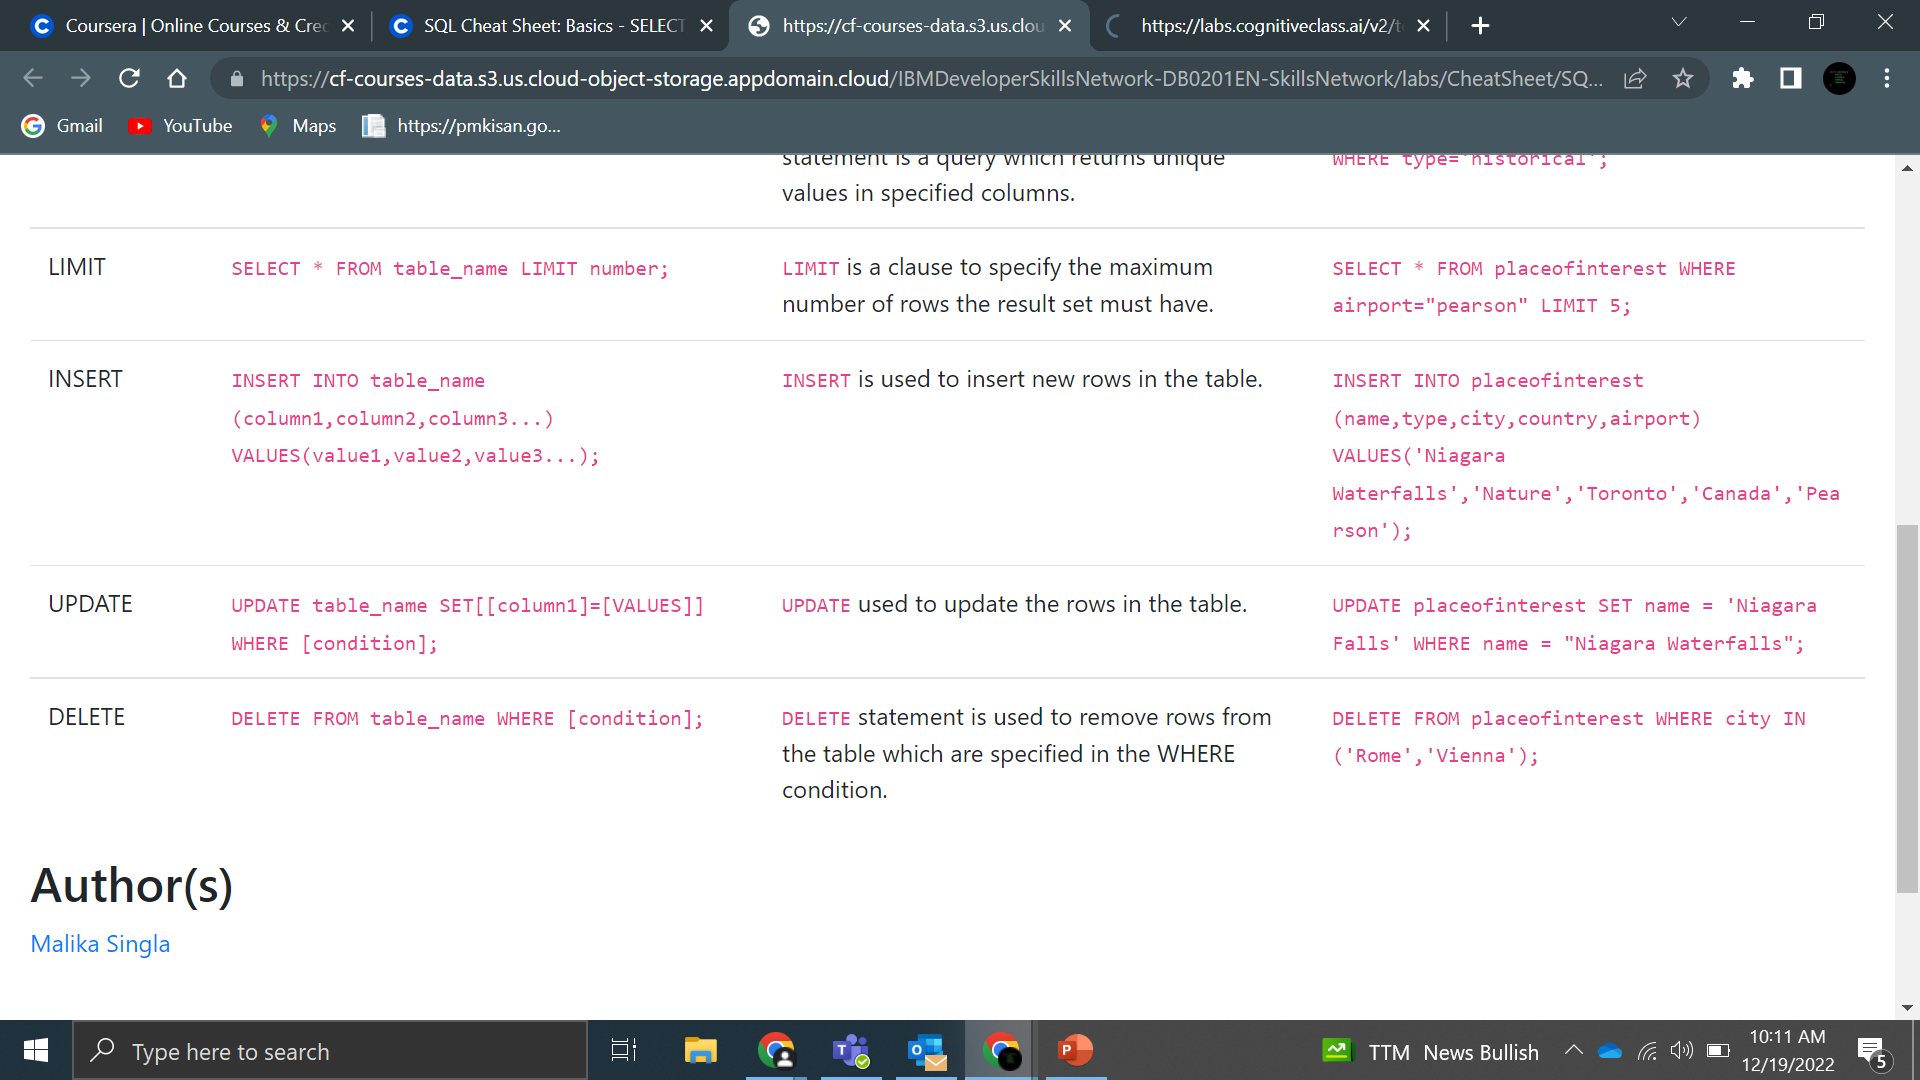 Coursera | Online Courses & Cre
SQL Cheat Sheet: Basics - SELECT
https://cf-courses-data.s3.us.clou
https://labs.cognitiveclass.ai/v2/t
https://cf-courses-data.s3.us.cloud-object-storage.appdomain.cloud/IBMDeveloperSkillsNetwork-DB0201EN-SkillsNetwork/labs/CheatSheet/SQ...
Gmail
YouTube
Maps
https://pmkisan.go...
statement is a query which returns unique
values in specified columns.
WHERE type='historical';
LIMIT
SELECT * FROM table_name LIMIT number;
LIMIT is a clause to specify the maximum
number of rows the result set must have.
SELECT * FROM placeofinterest WHERE
airport="pearson" LIMIT 5;
INSERT
INSERT INTO table_name
(column1,column2,column3...)
VALUES(value1,value2,value3...);
INSERT is used to insert new rows in the table.
INSERT INTO placeofinterest
(name,type,city,country,airport)
VALUES('Niagara
Waterfalls','Nature','Toronto','Canada','Pea
rson');
UPDATE
UPDATE table_name SET[[column1]=[VALUES]]
WHERE [condition];
UPDATE used to update the rows in the table.
UPDATE placeofinterest SET name = 'Niagara
Falls' WHERE name = "Niagara Waterfalls";
DELETE
DELETE FROM table_name WHERE [condition];
DELETE statement is used to remove rows from
the table which are specified in the WHERE
condition.
DELETE FROM placeofinterest WHERE city IN
('Rome','Vienna');
Author(s)
Malika Singla
Type here to search
TTM News Bullish
10:11 AM
12/19/2022
5